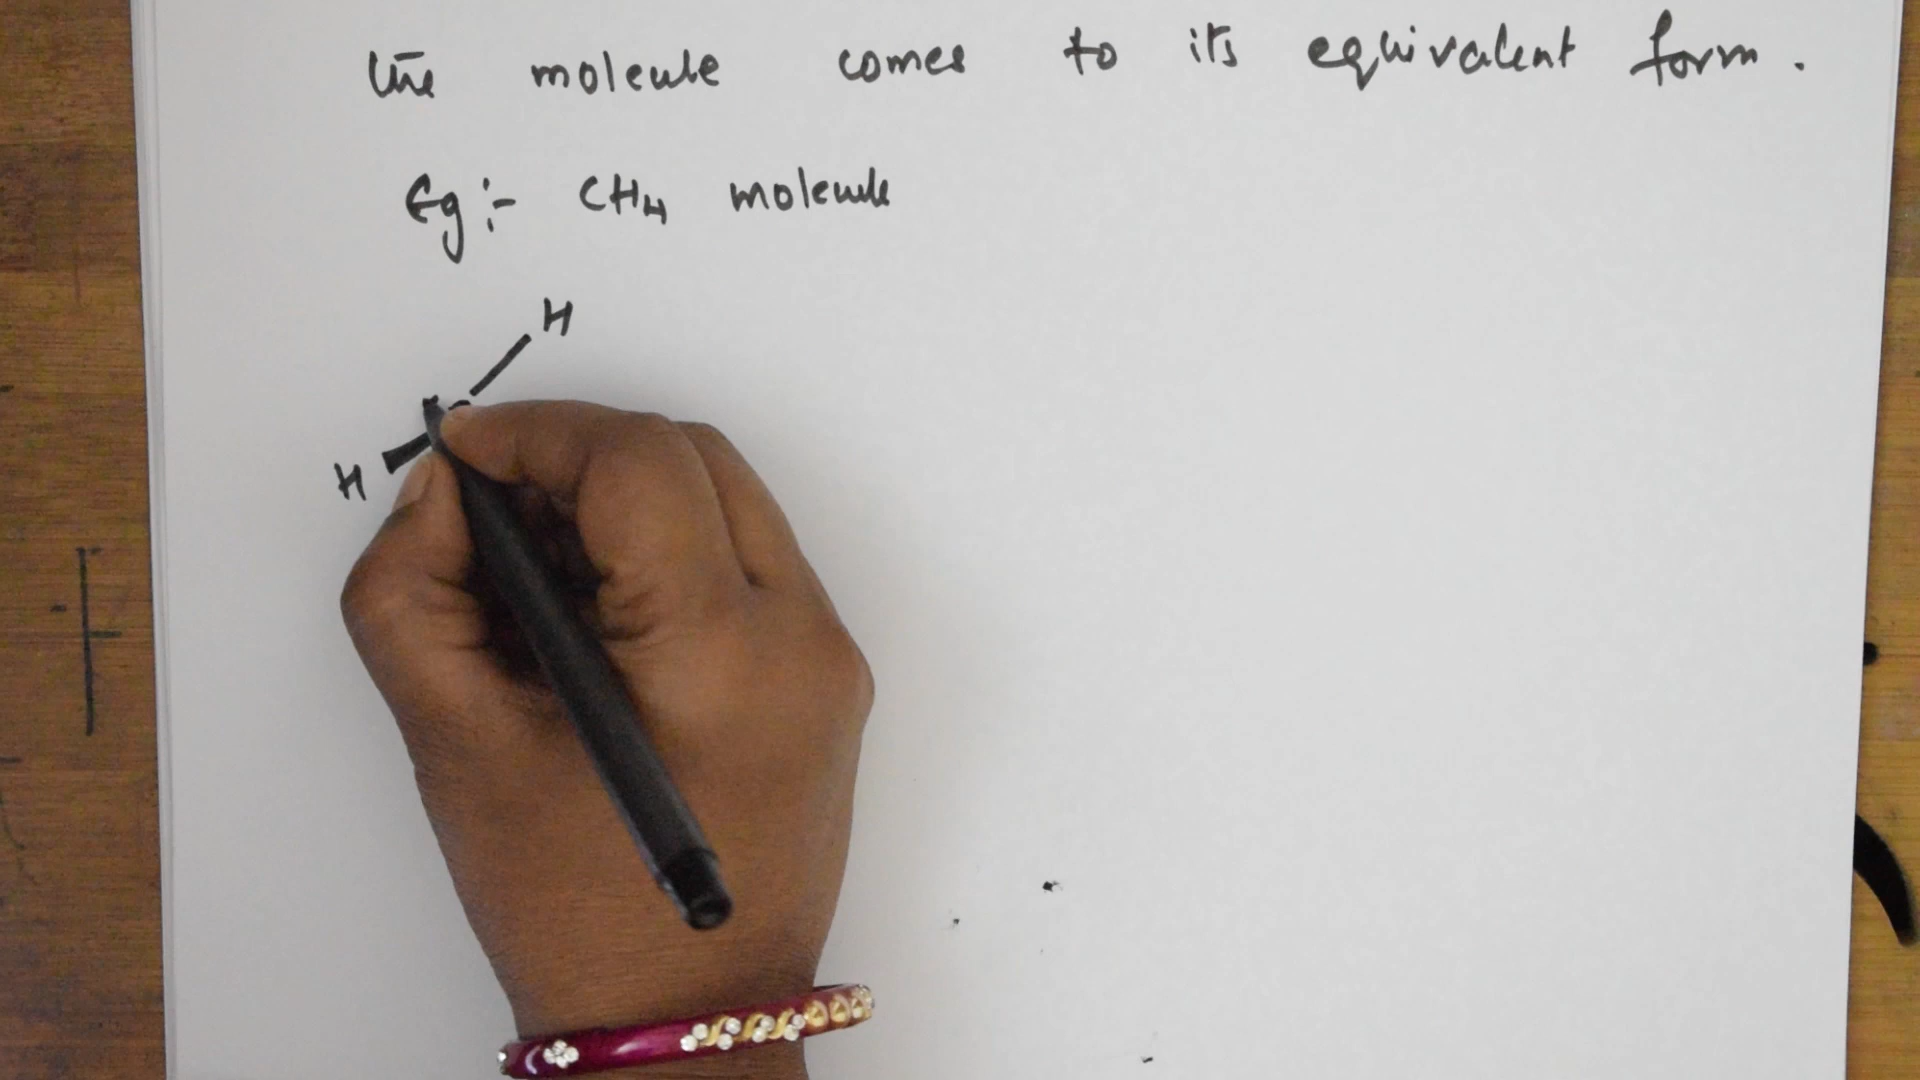 the molecule comes to its equivalent form.
Eg:- CH4 molecule
H
H